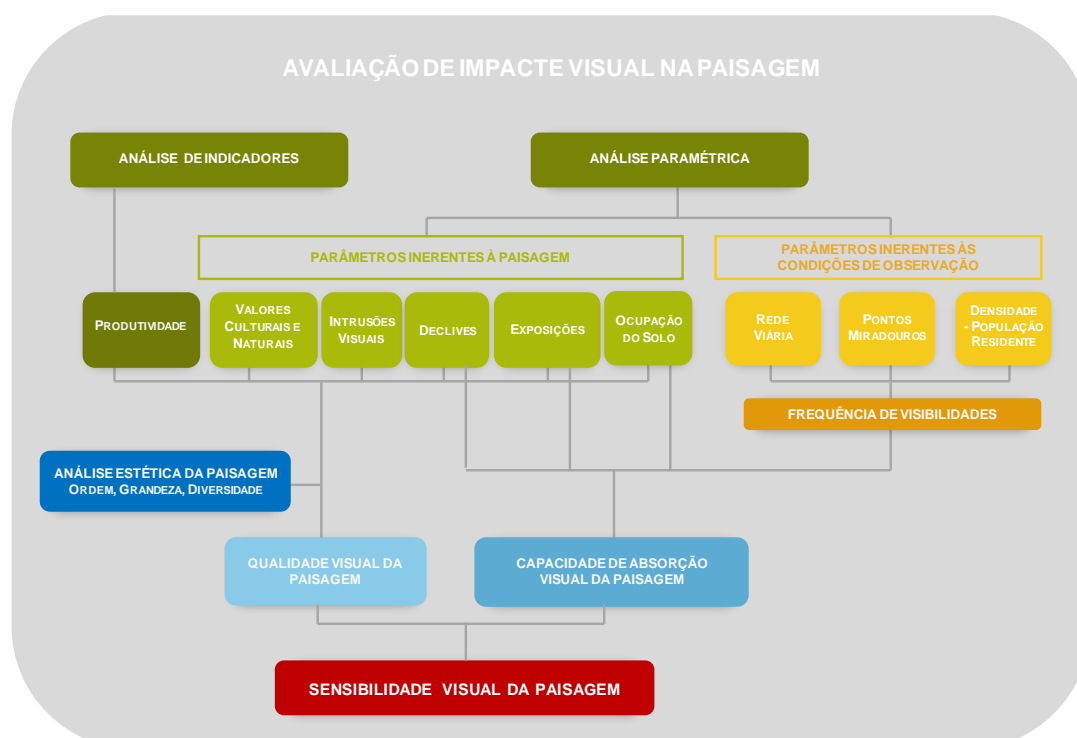 AVALIAÇÃO DE IMPACTE VISUAL NA PAISAGEM
ANÁLISE DE INDICADORES
ANÁLISE PARAMÉTRICA
PARÂMETROS INERENTES À PAISAGEM
PARÂMETROS INERENTES ÀS
CONDIÇÕES DE OBSERVAÇÃO
PRODUTIVIDADE
VALORES
CULTURAIS E
NATURAIS
INTRUSÕES
VISUAIS
DECLIVES
EXPOSIÇÕES
OCUPAÇÃO
DO SOLO
REDE
VIÁRIA
PONTOS
MIRADOUROS
DENSIDADE
- POPULAÇÃO
RESIDENTE
FREQUÊNCIA DE VISIBILIDADES
ANÁLISE ESTÉTICA DA PAISAGEM
ORDEM, GRANDEZA, DIVERSIDADE
QUALIDADE VISUAL DA
PAISAGEM
CAPACIDADE DE ABSORÇÃO
VISUAL DA PAISAGEM
SENSIBILIDADE VISUAL DA PAISAGEM